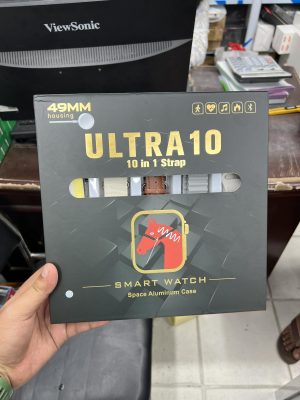 ViewSonic
49MM
housing
ULTRA10
10 in 1 Strap
SMART WATCH
Space Aluminum Case